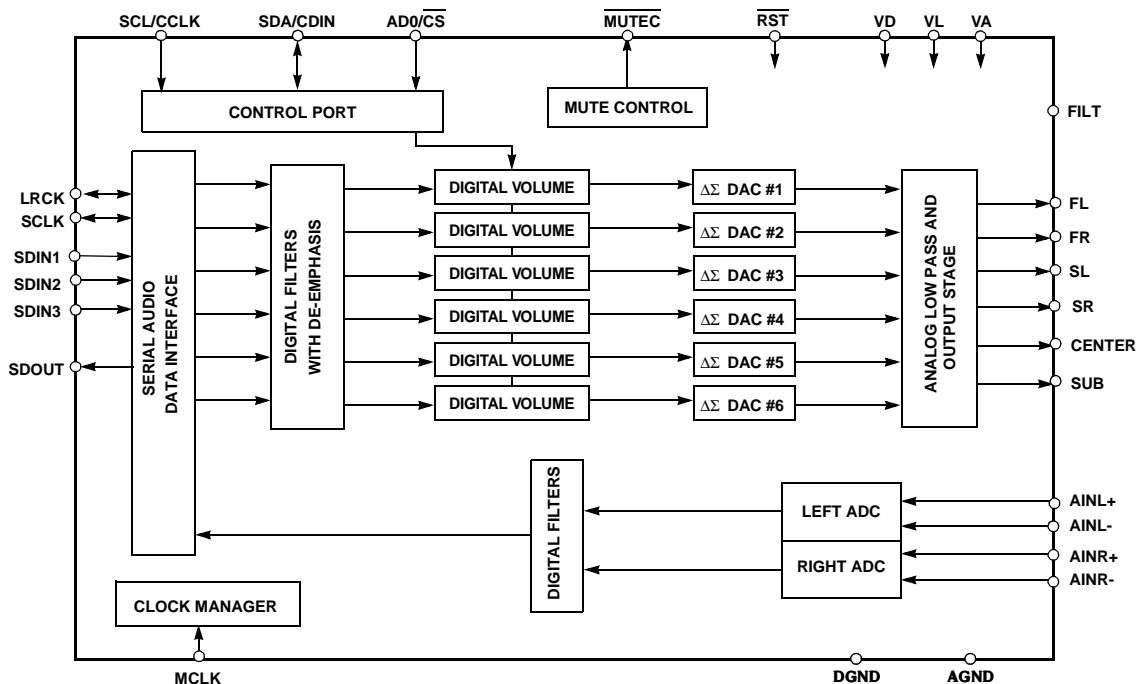 SCL/CCLK SDA/CDIN AD0/CS MUTEC RST VD VL VA
CONTROL PORT
MUTE CONTROL
FILT
LRCK
SCLK
SDIN1
SDIN2
SDIN3
SDOUT
SERIAL AUDIO
DATA INTERFACE
DIGITAL FILTERS
WITH DE-EMPHASIS
DIGITAL VOLUME
DIGITAL VOLUME
DIGITAL VOLUME
DIGITAL VOLUME
DIGITAL VOLUME
DIGITAL VOLUME
ΔΣ DAC #1
ΔΣ DAC #2
ΔΣ DAC #3
ΔΣ DAC #4
ΔΣ DAC #5
ΔΣ DAC #6
ANALOG LOW PASS AND
OUTPUT STAGE
FL
FR
SL
SR
CENTER
SUB
DIGITAL FILTERS
LEFT ADC
RIGHT ADC
AINL+
AINL-
AINR+
AINR-
CLOCK MANAGER
MCLK
DGND
AGND